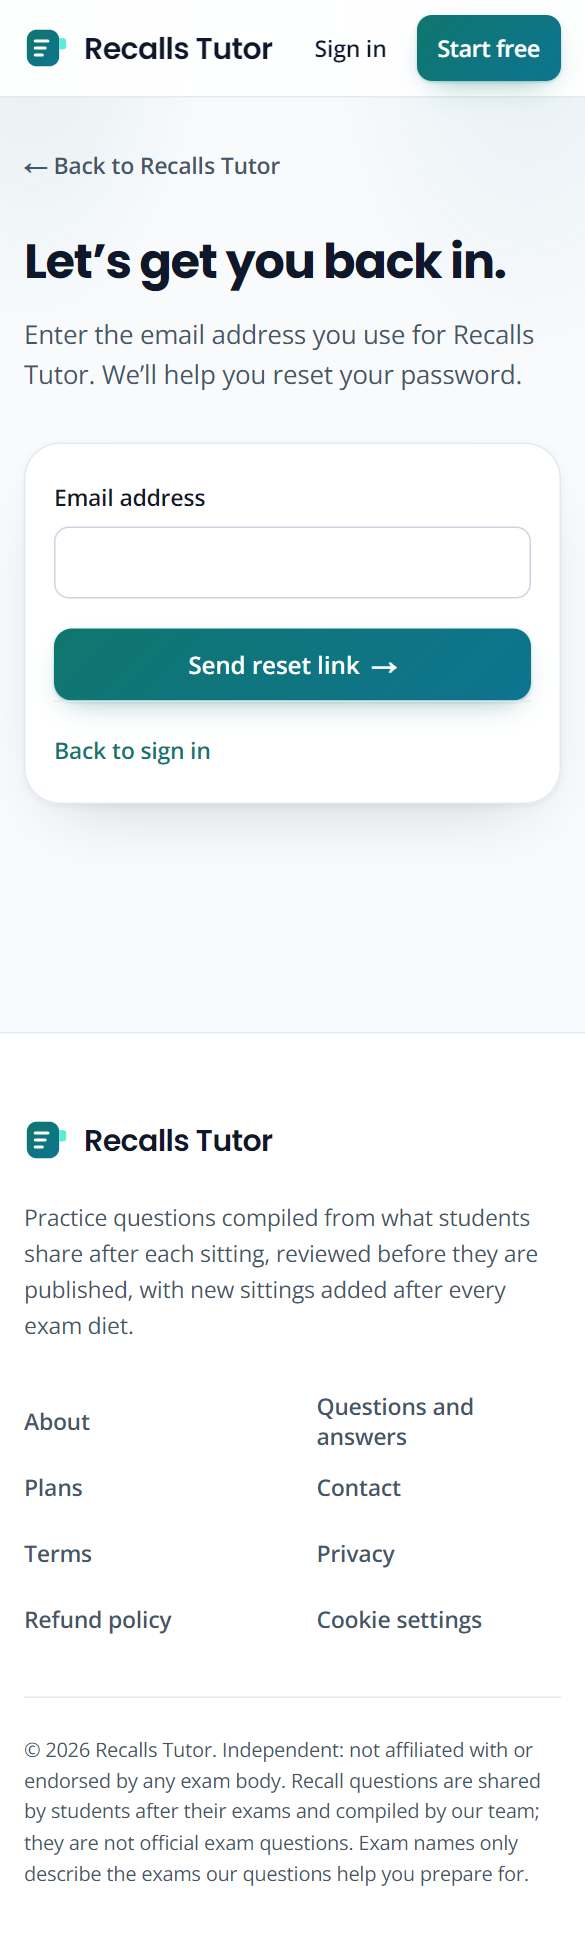 Recalls Tutor
Sign in
Start free
← Back to Recalls Tutor
Let’s get you back in.
Enter the email address you use for Recalls
Tutor. We’ll help you reset your password.
Email address
Send reset link →
Back to sign in
Recalls Tutor
Practice questions compiled from what students
share after each sitting, reviewed before they are
published, with new sittings added after every
exam diet.
About
Questions and
answers
Plans
Contact
Terms
Privacy
Refund policy
Cookie settings
© 2026 Recalls Tutor. Independent: not affiliated with or
endorsed by any exam body. Recall questions are shared
by students after their exams and compiled by our team;
they are not official exam questions. Exam names only
describe the exams our questions help you prepare for.